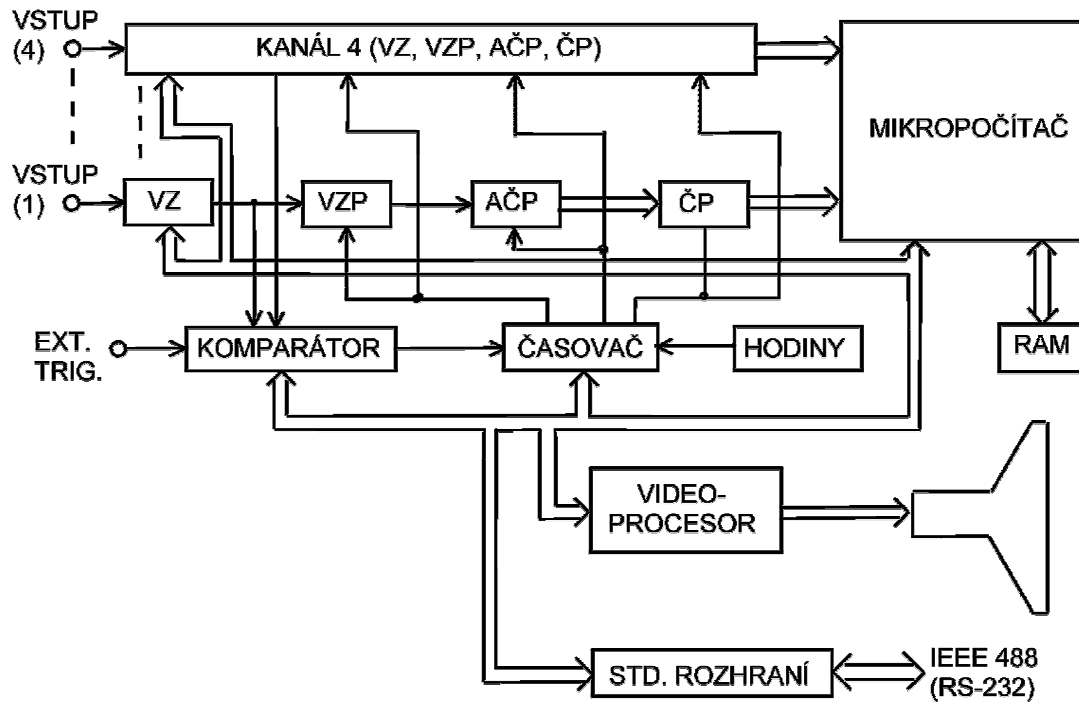 VSTUP
(4)
KANÁL 4 (VZ, VZP, AČP, ČP)
MIKROPOČÍTAČ
VSTUP
(1)
VZ
VZP
AČP
ČP
EXT.
TRIG.
KOMPARÁTOR
ČASOVAČ
HODINY
RAM
VIDEO-
PROCESOR
STD. ROZHRANÍ
IEEE 488
(RS-232)